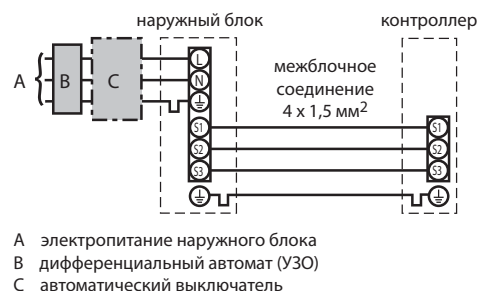 наружный блок
контроллер
A
B
C
L
N
межблочное
соединение
4 x 1,5 мм²
S1
S2
S3
S1
S2
S3
A электропитание наружного блока
B дифференциальный автомат (УЗО)
C автоматический выключатель